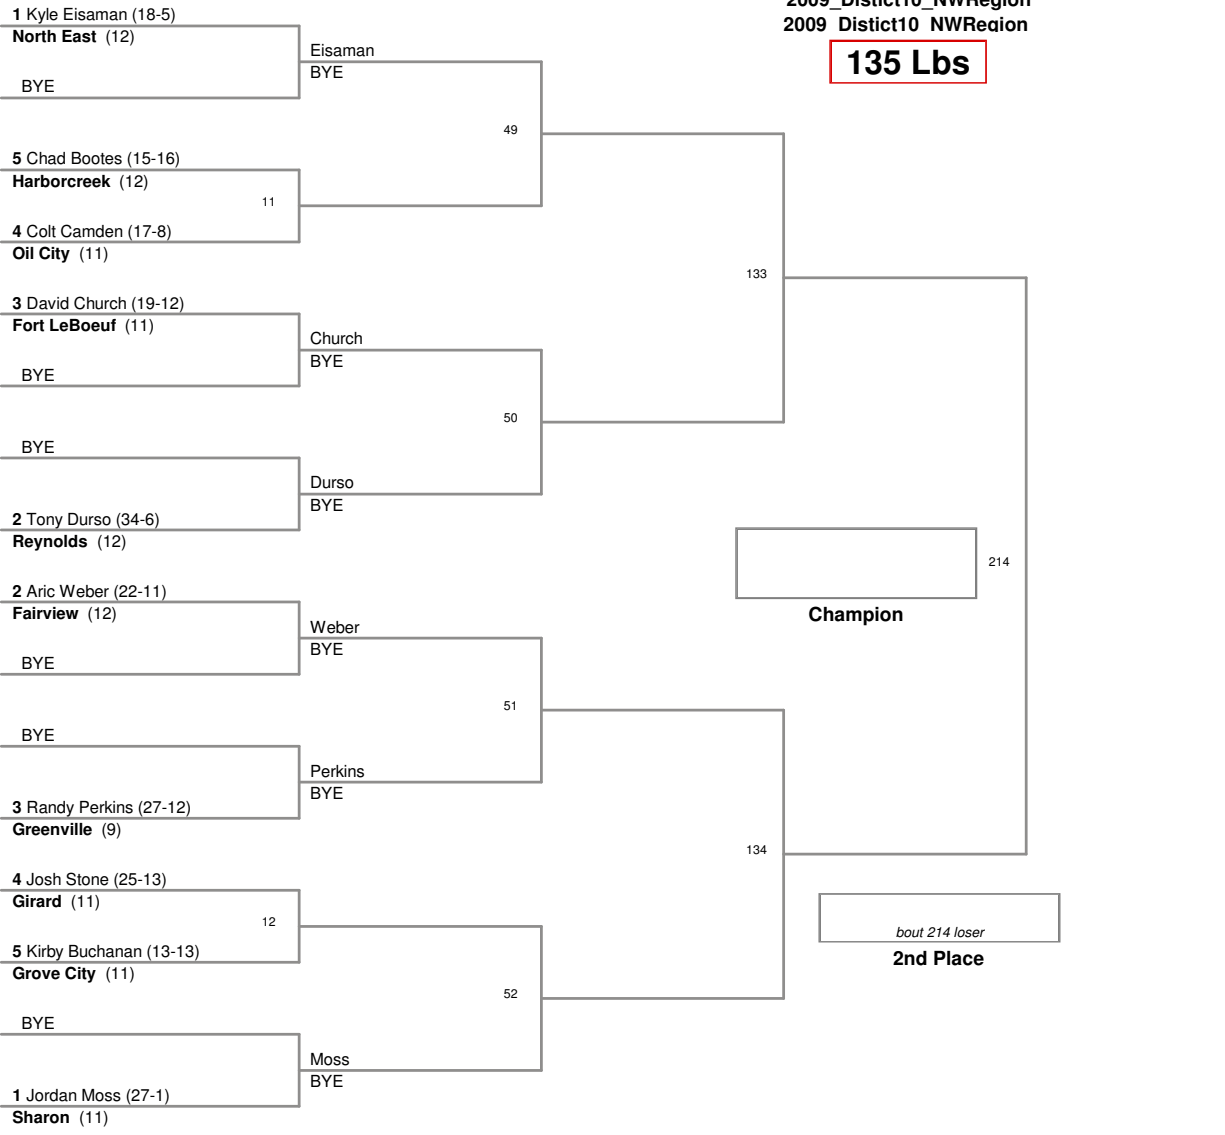 2009_Distict10_NWRegion
2009_Distict10_NWRegion
135 Lbs
1 Kyle Eisaman (18-5)
North East (12)
Eisaman
BYE
BYE
49
5 Chad Bootes (15-16)
Harborcreek (12)
11
4 Colt Camden (17-8)
Oil City (11)
133
3 David Church (19-12)
Fort LeBoeuf (11)
Church
BYE
BYE
50
BYE
Durso
BYE
2 Tony Durso (34-6)
Reynolds (12)
214
Champion
2 Aric Weber (22-11)
Fairview (12)
Weber
BYE
BYE
51
BYE
Perkins
BYE
3 Randy Perkins (27-12)
Greenville (9)
134
4 Josh Stone (25-13)
Girard (11)
12
5 Kirby Buchanan (13-13)
Grove City (11)
bout 214 loser
2nd Place
52
BYE
Moss
BYE
1 Jordan Moss (27-1)
Sharon (11)